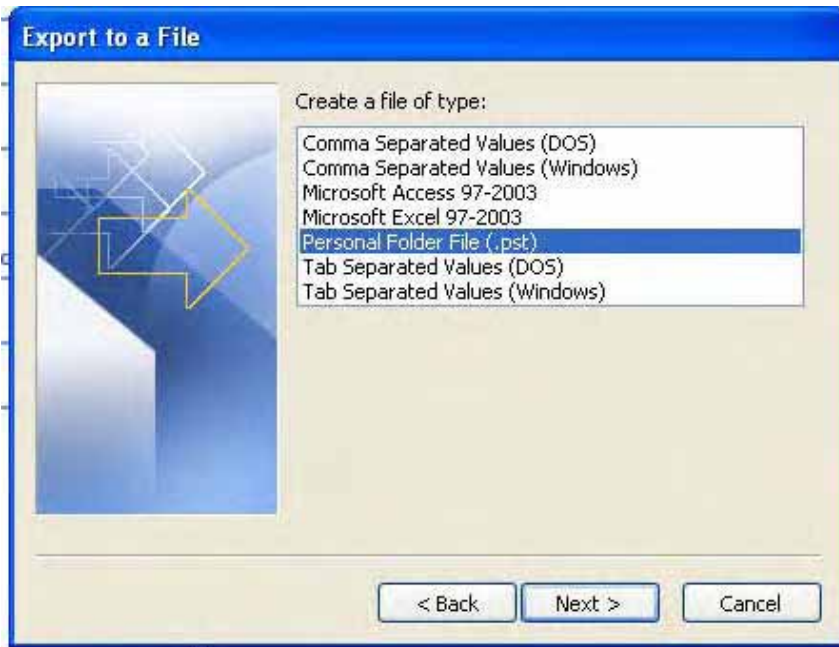 Export to a File
Create a file of type:
Comma Separated Values (DOS)
Comma Separated Values (Windows)
Microsoft Access 97-2003
Microsoft Excel 97-2003
Personal Folder File (.pst)
Tab Separated Values (DOS)
Tab Separated Values (Windows)
< Back
Next >
Cancel